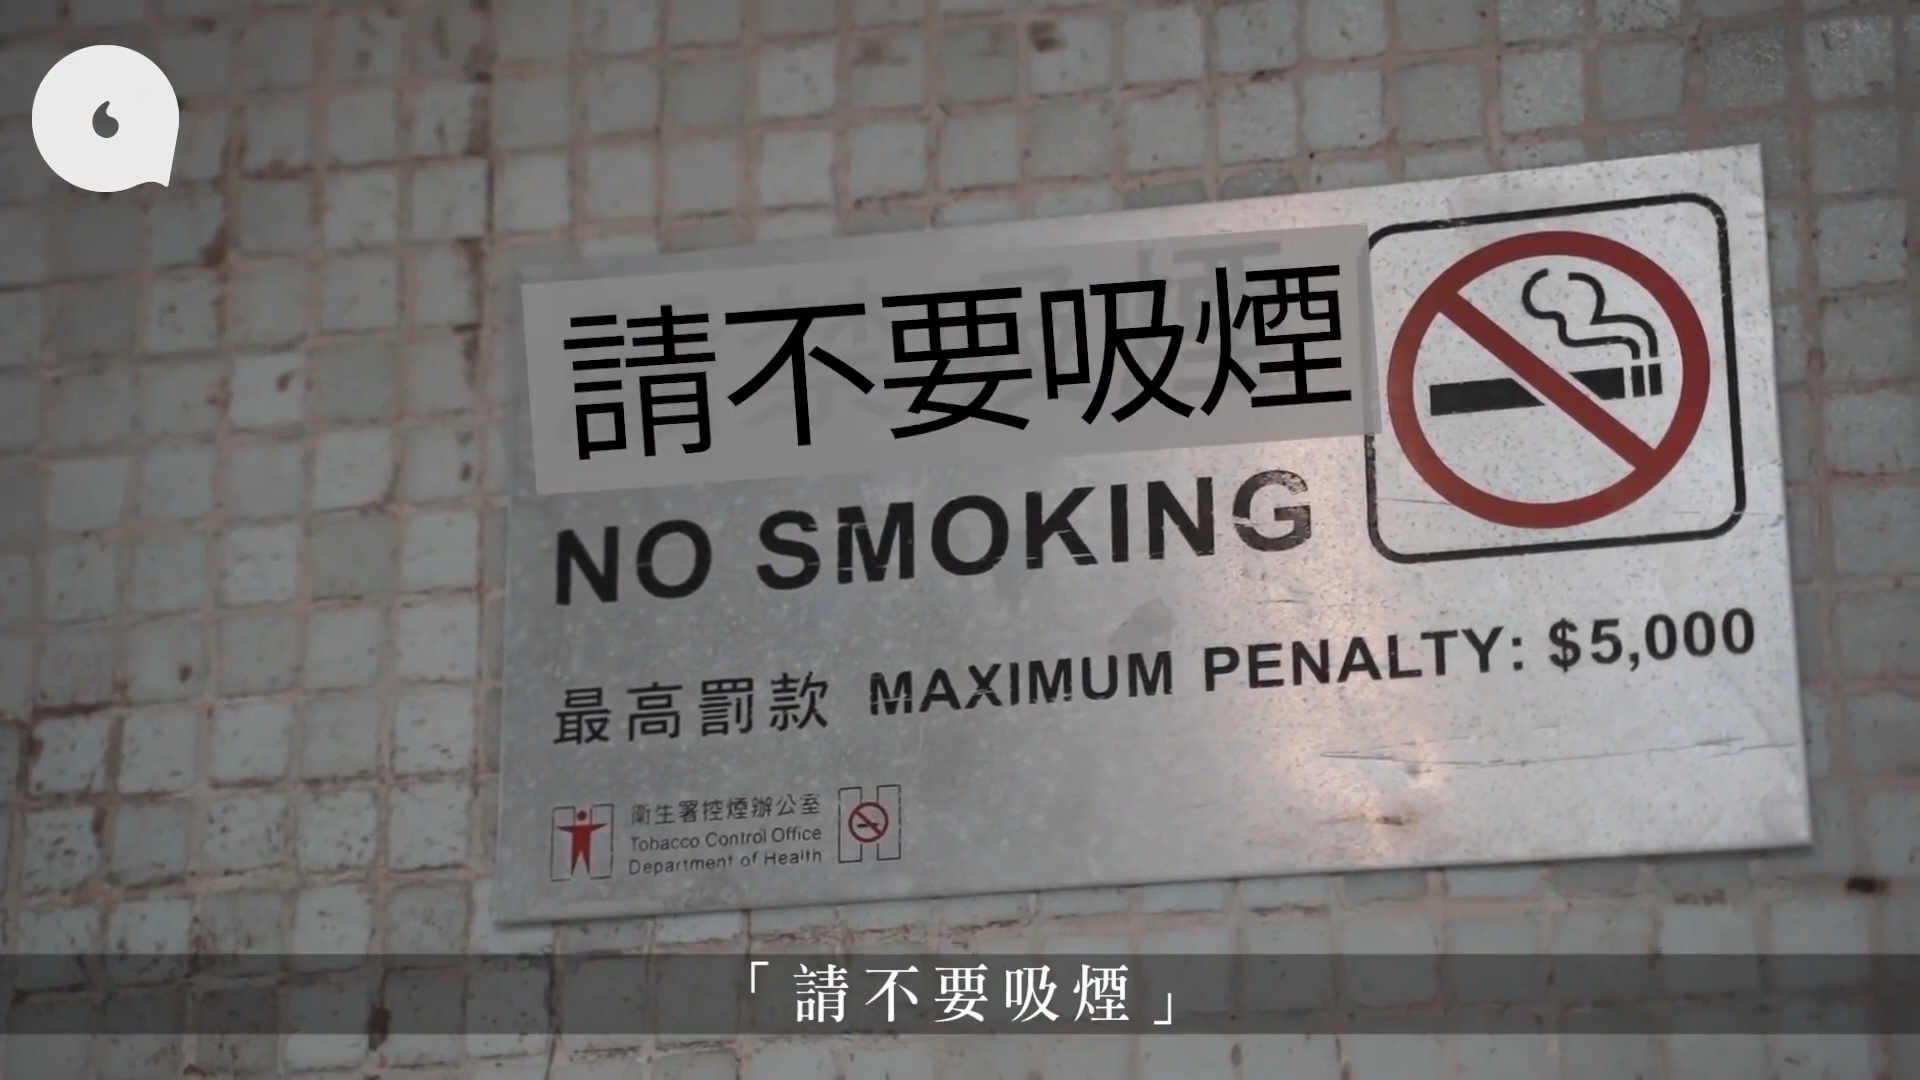 請不要吸煙
NO SMOKING
最高罰款 MAXIMUM PENALTY: $5,000
衞生署控煙辦公室
Tobacco Control Office
Department of Health
「請不要吸煙」